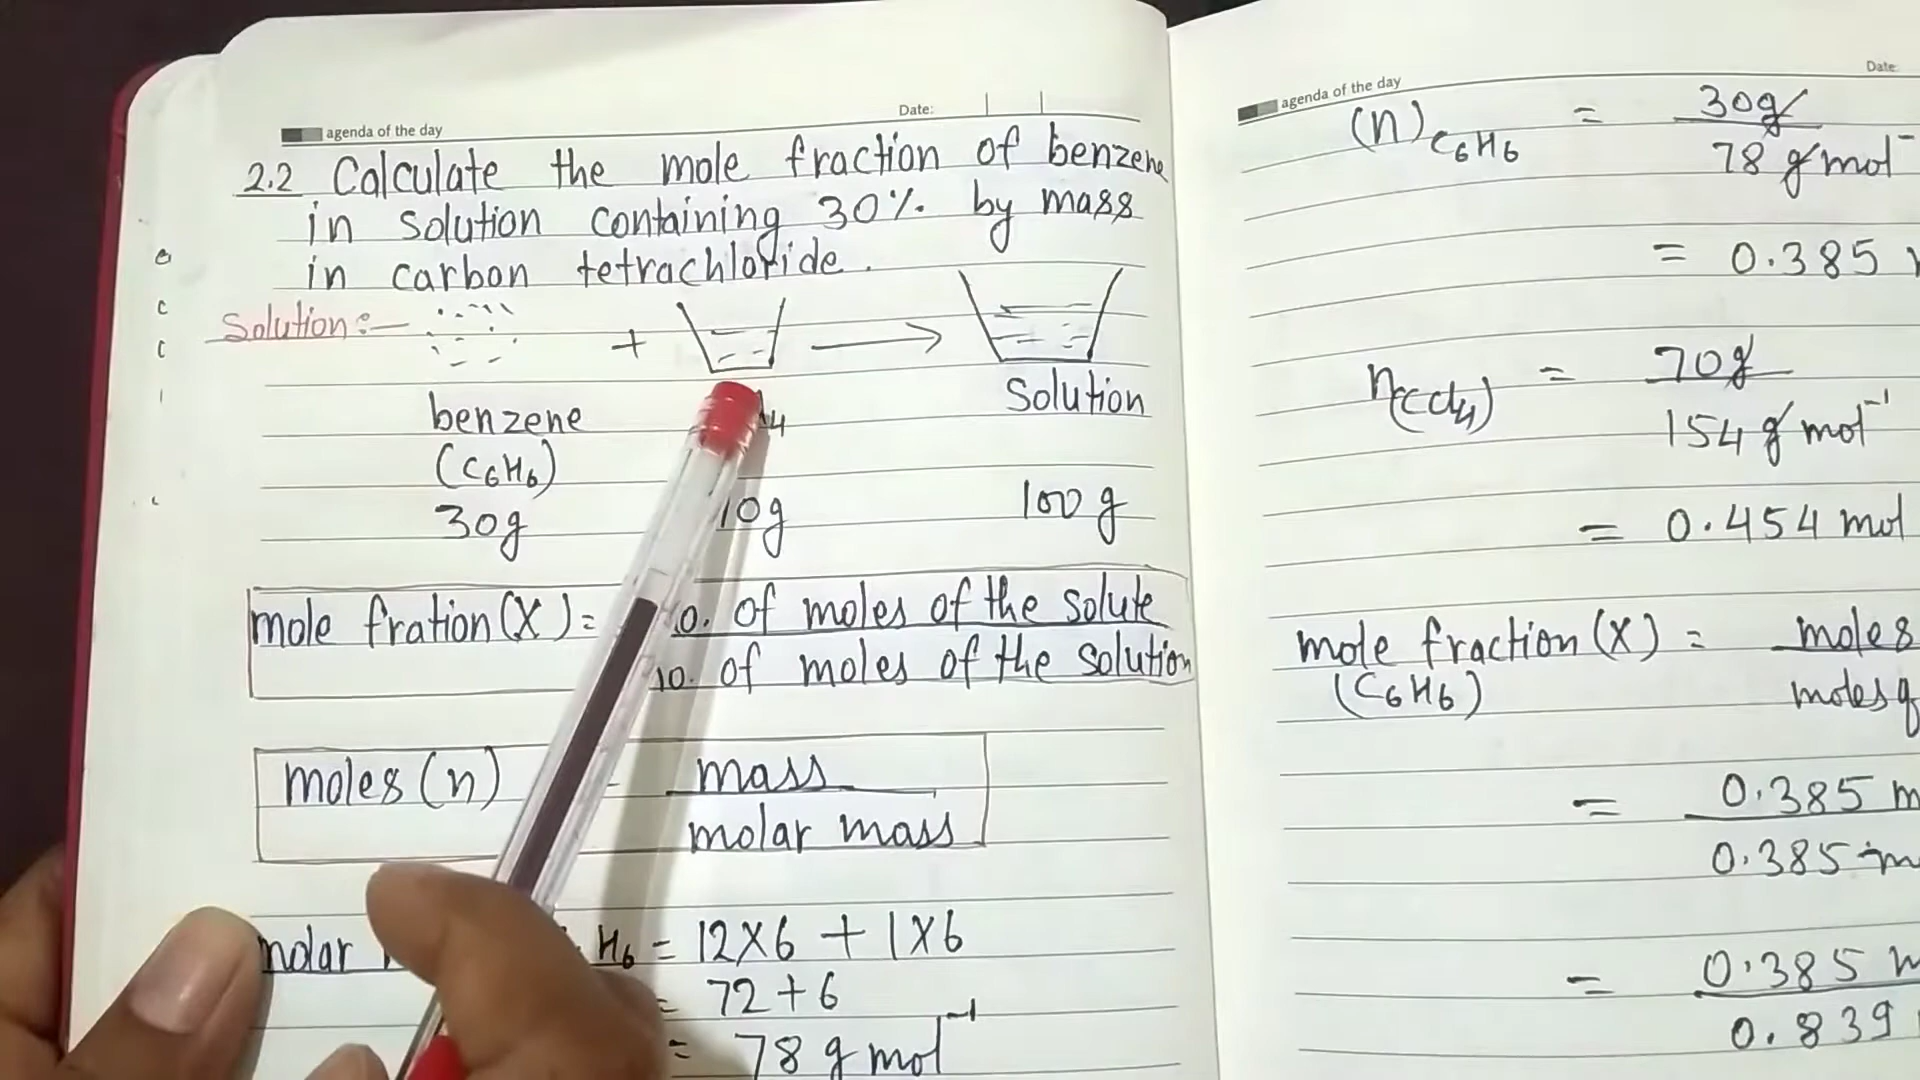 agenda of the day
Date:
2.2 Calculate the mole fraction of benzene
in solution containing 30% by mass
in carbon tetrachloride.
Solution:-
+
benzene
Solution
(C6H6)
30g
100 g
mole fration (X) =
of moles of the solute
of moles of the solution
moles (n)
mass
molar mass
molar
H6 = 12X6 + 1X6
= 72+6
= 78 g mol-1
agenda of the day
Date
(n) C6H6 = 30g
78 g mol-
= 0.385
n(CCl4) = 70g
154 g mol-1
= 0.454 mol
mole fraction (X) = moles
(C6H6) moles
= 0.385 m
0.385
= 0.385 m
0.839